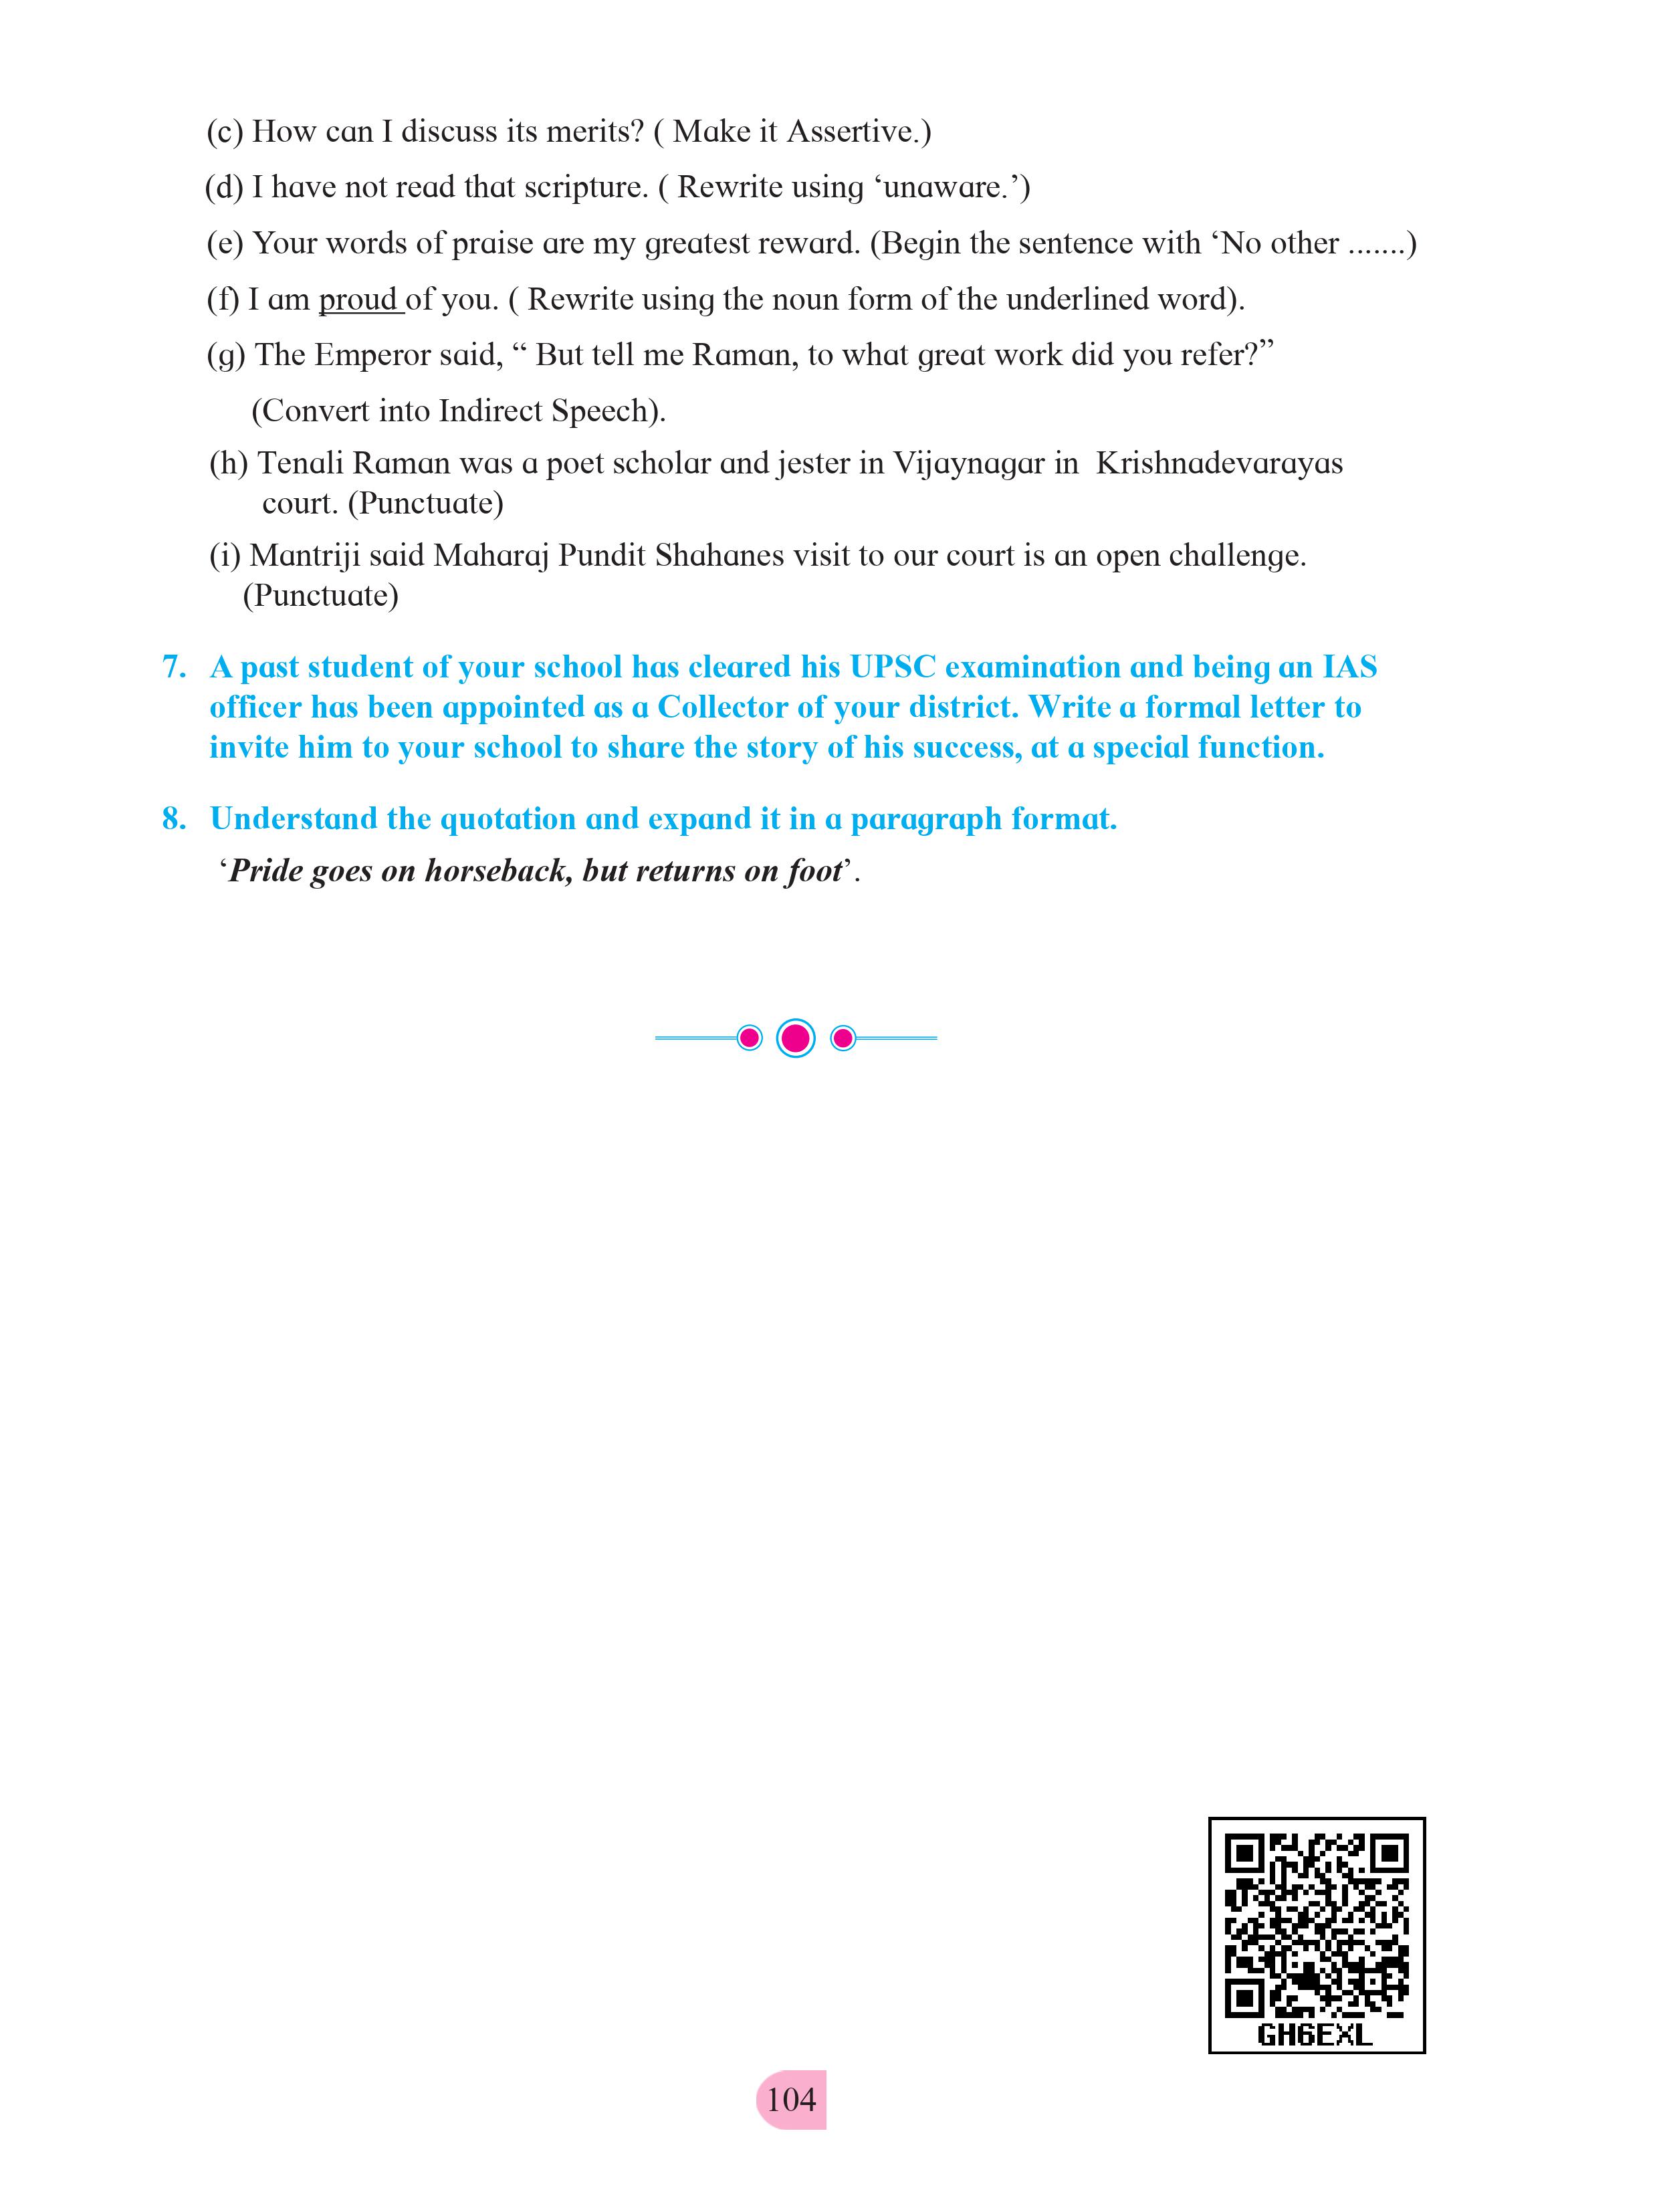 (c) How can I discuss its merits? ( Make it Assertive.)
(d) I have not read that scripture. ( Rewrite using ‘unaware.’)
(e) Your words of praise are my greatest reward. (Begin the sentence with ‘No other .......)
(f) I am proud of you. ( Rewrite using the noun form of the underlined word).
(g) The Emperor said, “ But tell me Raman, to what great work did you refer?”
(Convert into Indirect Speech).
(h) Tenali Raman was a poet scholar and jester in Vijaynagar in Krishnadevarayas
court. (Punctuate)
(i) Mantriji said Maharaj Pundit Shahanes visit to our court is an open challenge.
(Punctuate)
7. A past student of your school has cleared his UPSC examination and being an IAS
officer has been appointed as a Collector of your district. Write a formal letter to
invite him to your school to share the story of his success, at a special function.
8. Understand the quotation and expand it in a paragraph format.
‘Pride goes on horseback, but returns on foot’.
GH6EXL
104